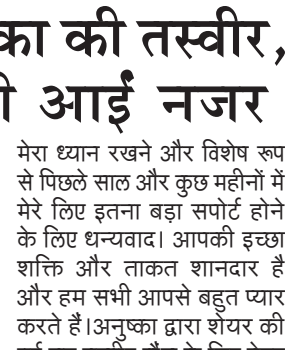 का की तस्वीर,
ी आईं नजर
मेरा ध्यान रखने और विशेष रूप
से पिछले साल और कुछ महीनों में
मेरे लिए इतना बड़ा सपोर्ट होने
के लिए धन्यवाद। आपकी इच्छा
शक्ति और ताकत शानदार है
और हम सभी आपसे बहुत प्यार
करते हैं।अनुष्का द्वारा शेयर की